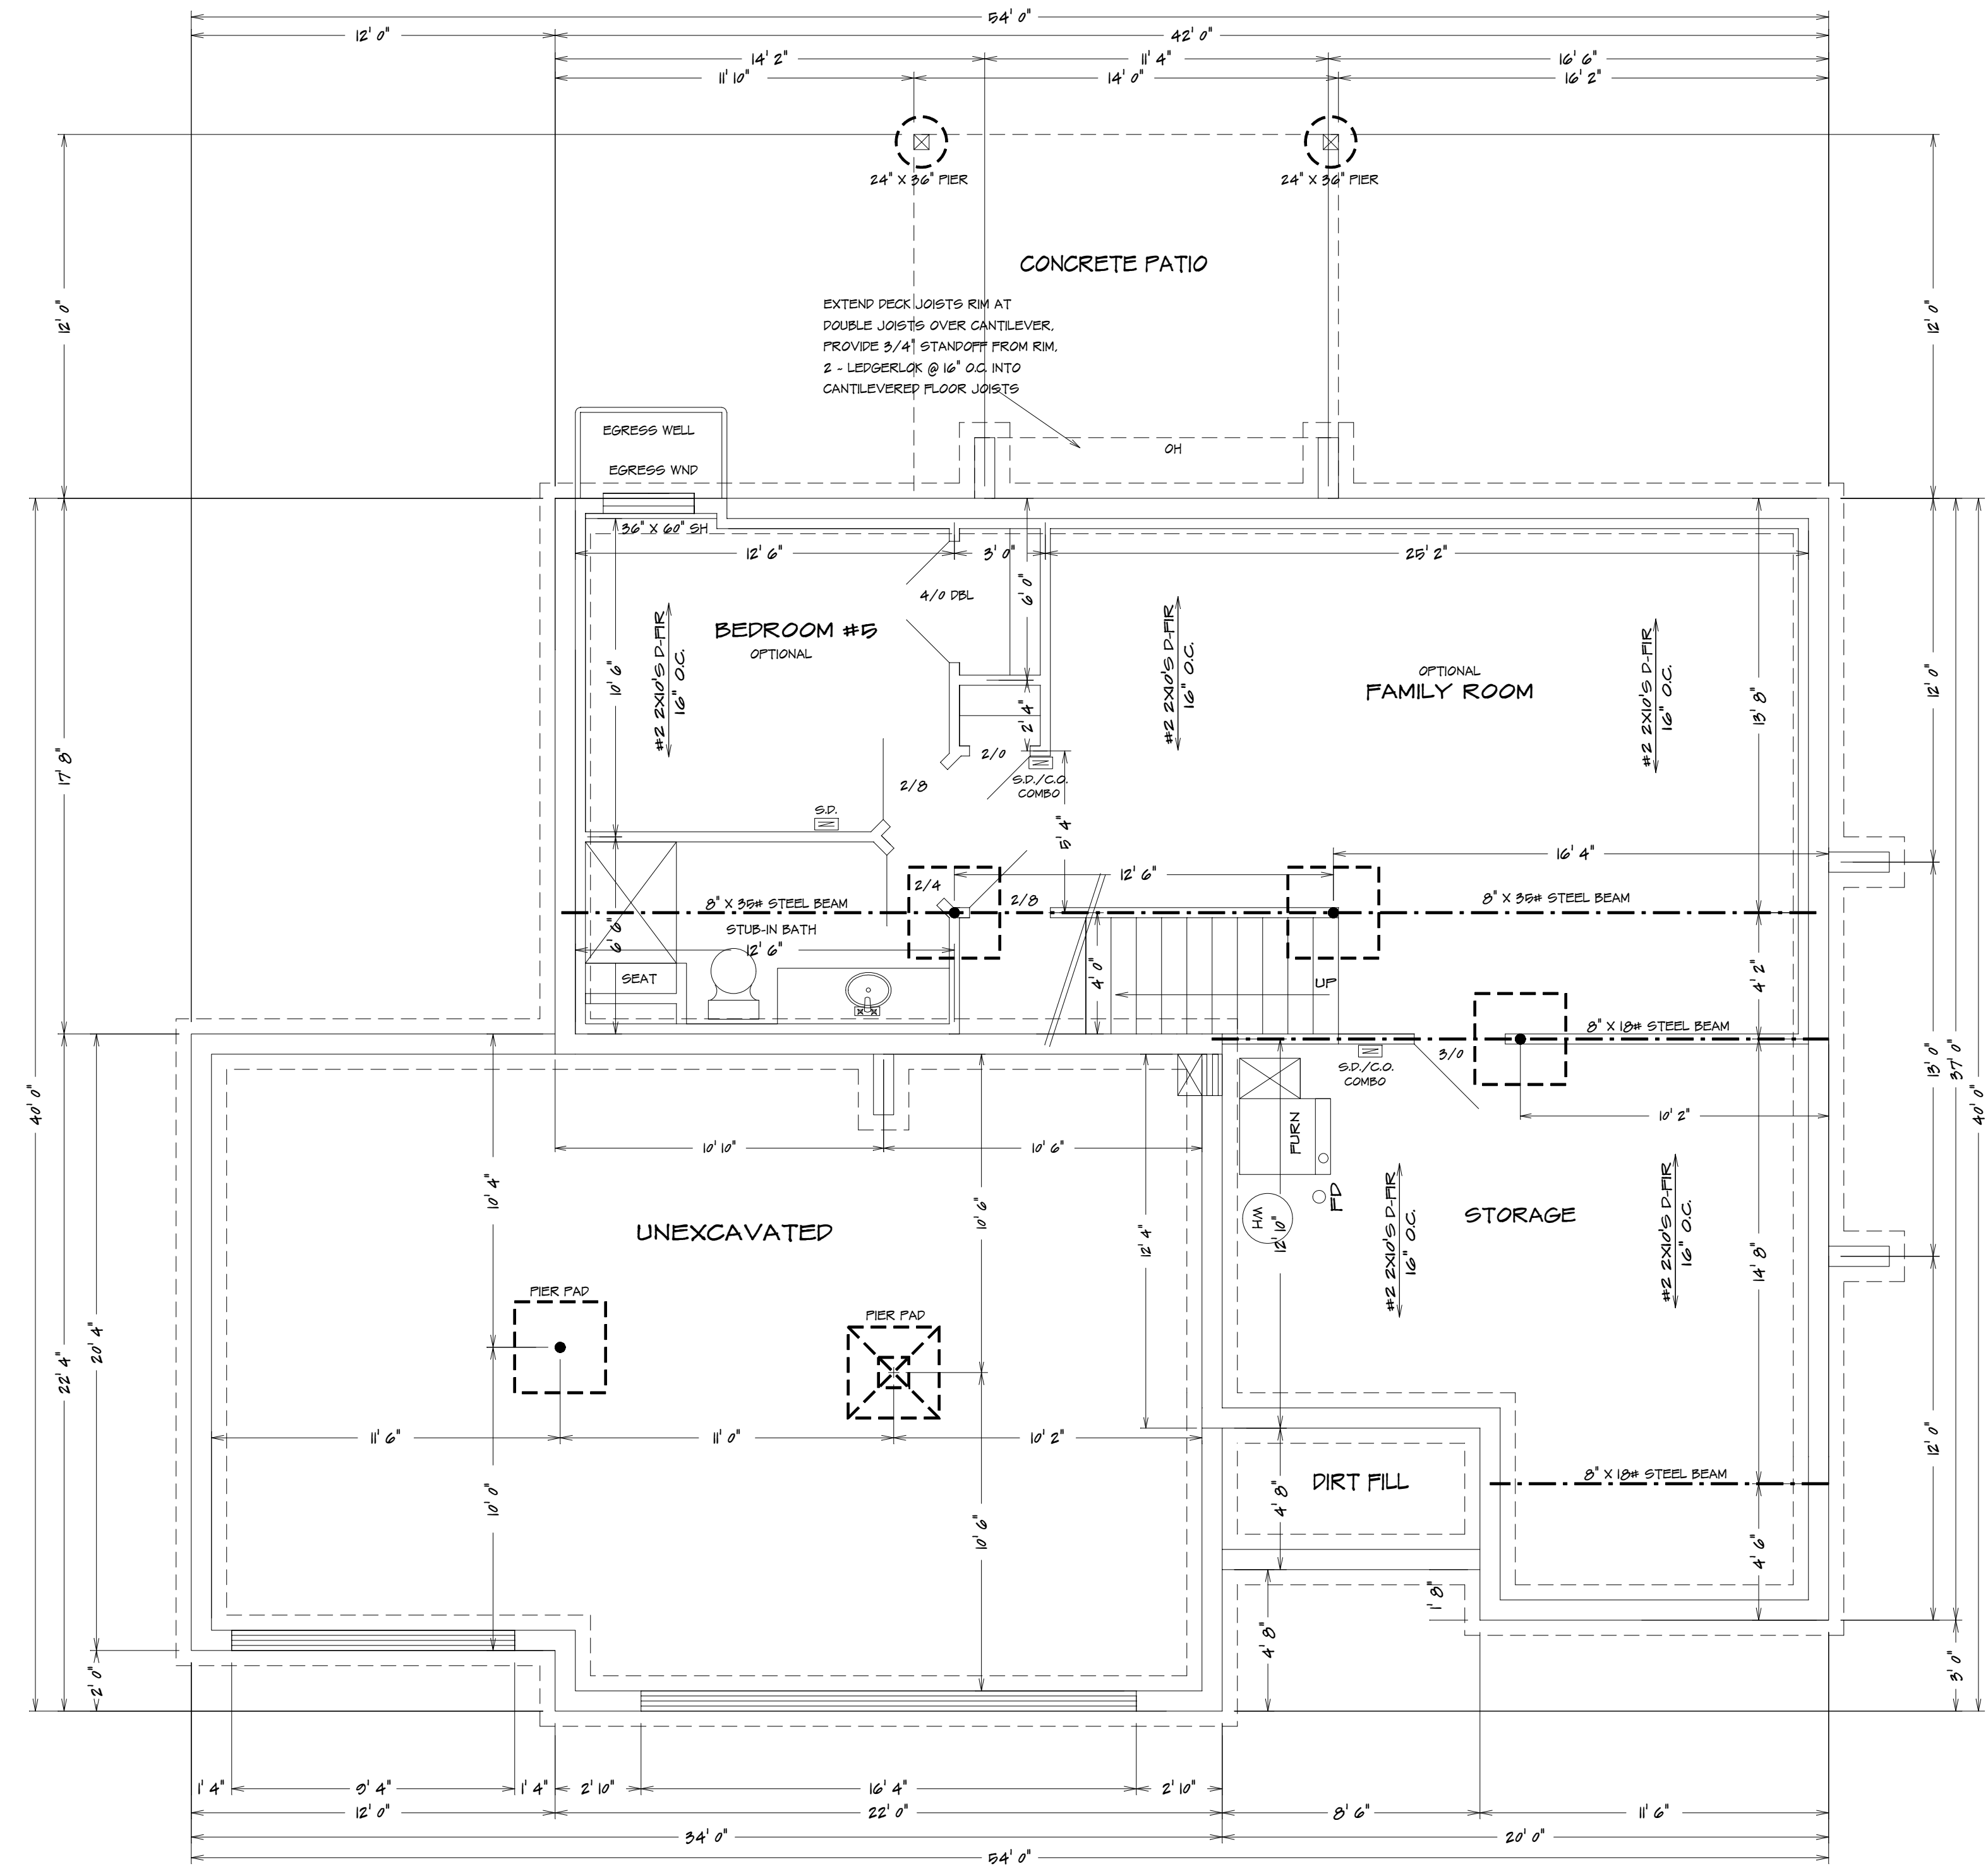 54' 0"
12' 0" 42' 0"
14' 2" 11' 4" 16' 6"
11' 10" 14' 0" 16' 2"
24" X 36" PIER 24" X 36" PIER
CONCRETE PATIO
12' 0" 12' 0"
EXTEND DECK JOISTS RIM AT
DOUBLE JOISTS OVER CANTILEVER,
PROVIDE 3/4" STANDOFF FROM RIM,
2 - LEDGERLOK @ 16" O.C. INTO
CANTILEVERED FLOOR JOISTS
EGRESS WELL
OH
EGRESS WND
36" X 60" SH
12' 6" 3' 0" 25' 2"
4/0 DBL
6' 0"
BEDROOM #5
OPTIONAL
#2 2X10'S D-FIR
16" O.C.
10' 6"
#2 2X10'S D-FIR
16" O.C.
OPTIONAL
FAMILY ROOM
#2 2X10'S D-FIR
16" O.C.
13' 8"
12' 0"
2' 4"
2/0
17' 8"
2/8
S.D./C.O.
COMBO
S.D.
5' 4"
16' 4"
12' 6"
2/4
2/8
8" X 35# STEEL BEAM
8" X 35# STEEL BEAM
STUB-IN BATH
6' 6"
12' 6"
SEAT
4' 0"
UP
4' 2"
8" X 18# STEEL BEAM
3/0
S.D./C.O.
COMBO
13' 0"
37' 0"
40' 0"
40' 0"
10' 2"
FURN
10' 10" 10' 6"
10' 4"
10' 6"
12' 4"
FD
WH
12' 10"
STORAGE
#2 2X10'S D-FIR
16" O.C.
#2 2X10'S D-FIR
16" O.C.
14' 8"
UNEXCAVATED
PIER PAD
PIER PAD
22' 4"
20' 4"
11' 6" 11' 0" 10' 2"
12' 0"
8" X 18# STEEL BEAM
DIRT FILL
10' 0"
4' 8"
10' 6"
4' 6"
1' 8"
4' 8"
2' 0"
3' 0"
1' 4" 9' 4" 1' 4" 2' 10" 16' 4" 2' 10"
12' 0" 22' 0" 8' 6" 11' 6"
34' 0" 20' 0"
54' 0"